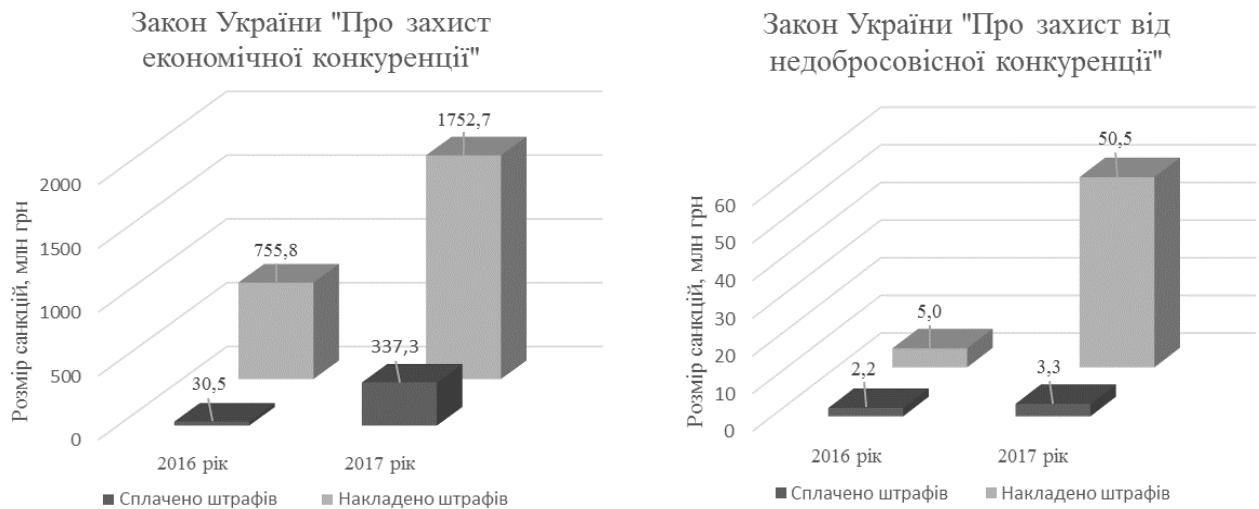 Закон України "Про захист
економічної конкуренції"
Розмір санкцій, млн грн
2000
1500
1000
500
0
755,8
1752,7
30,5
337,3
2016 рік
2017 рік
Сплачено штрафів
Накладено штрафів
Закон України "Про захист від
недобросовісної конкуренції"
Розмір санкцій, млн грн
60
50
40
30
20
10
0
5,0
50,5
2,2
3,3
2016 рік
2017 рік
Сплачено штрафів
Накладено штрафів